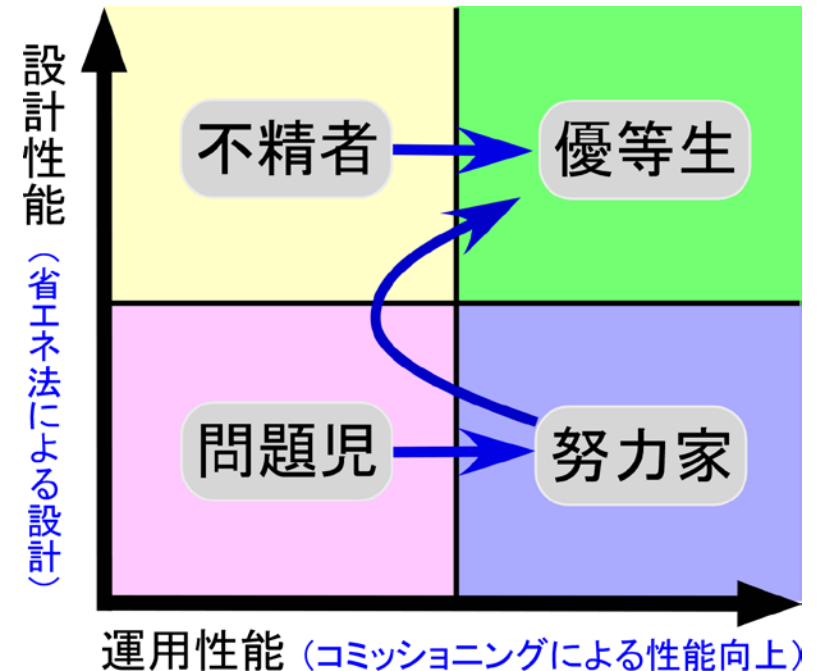 設計性能
（省エネ法による設計）
不精者
優等生
問題児
努力家
運用性能（コミッショニングによる性能向上）